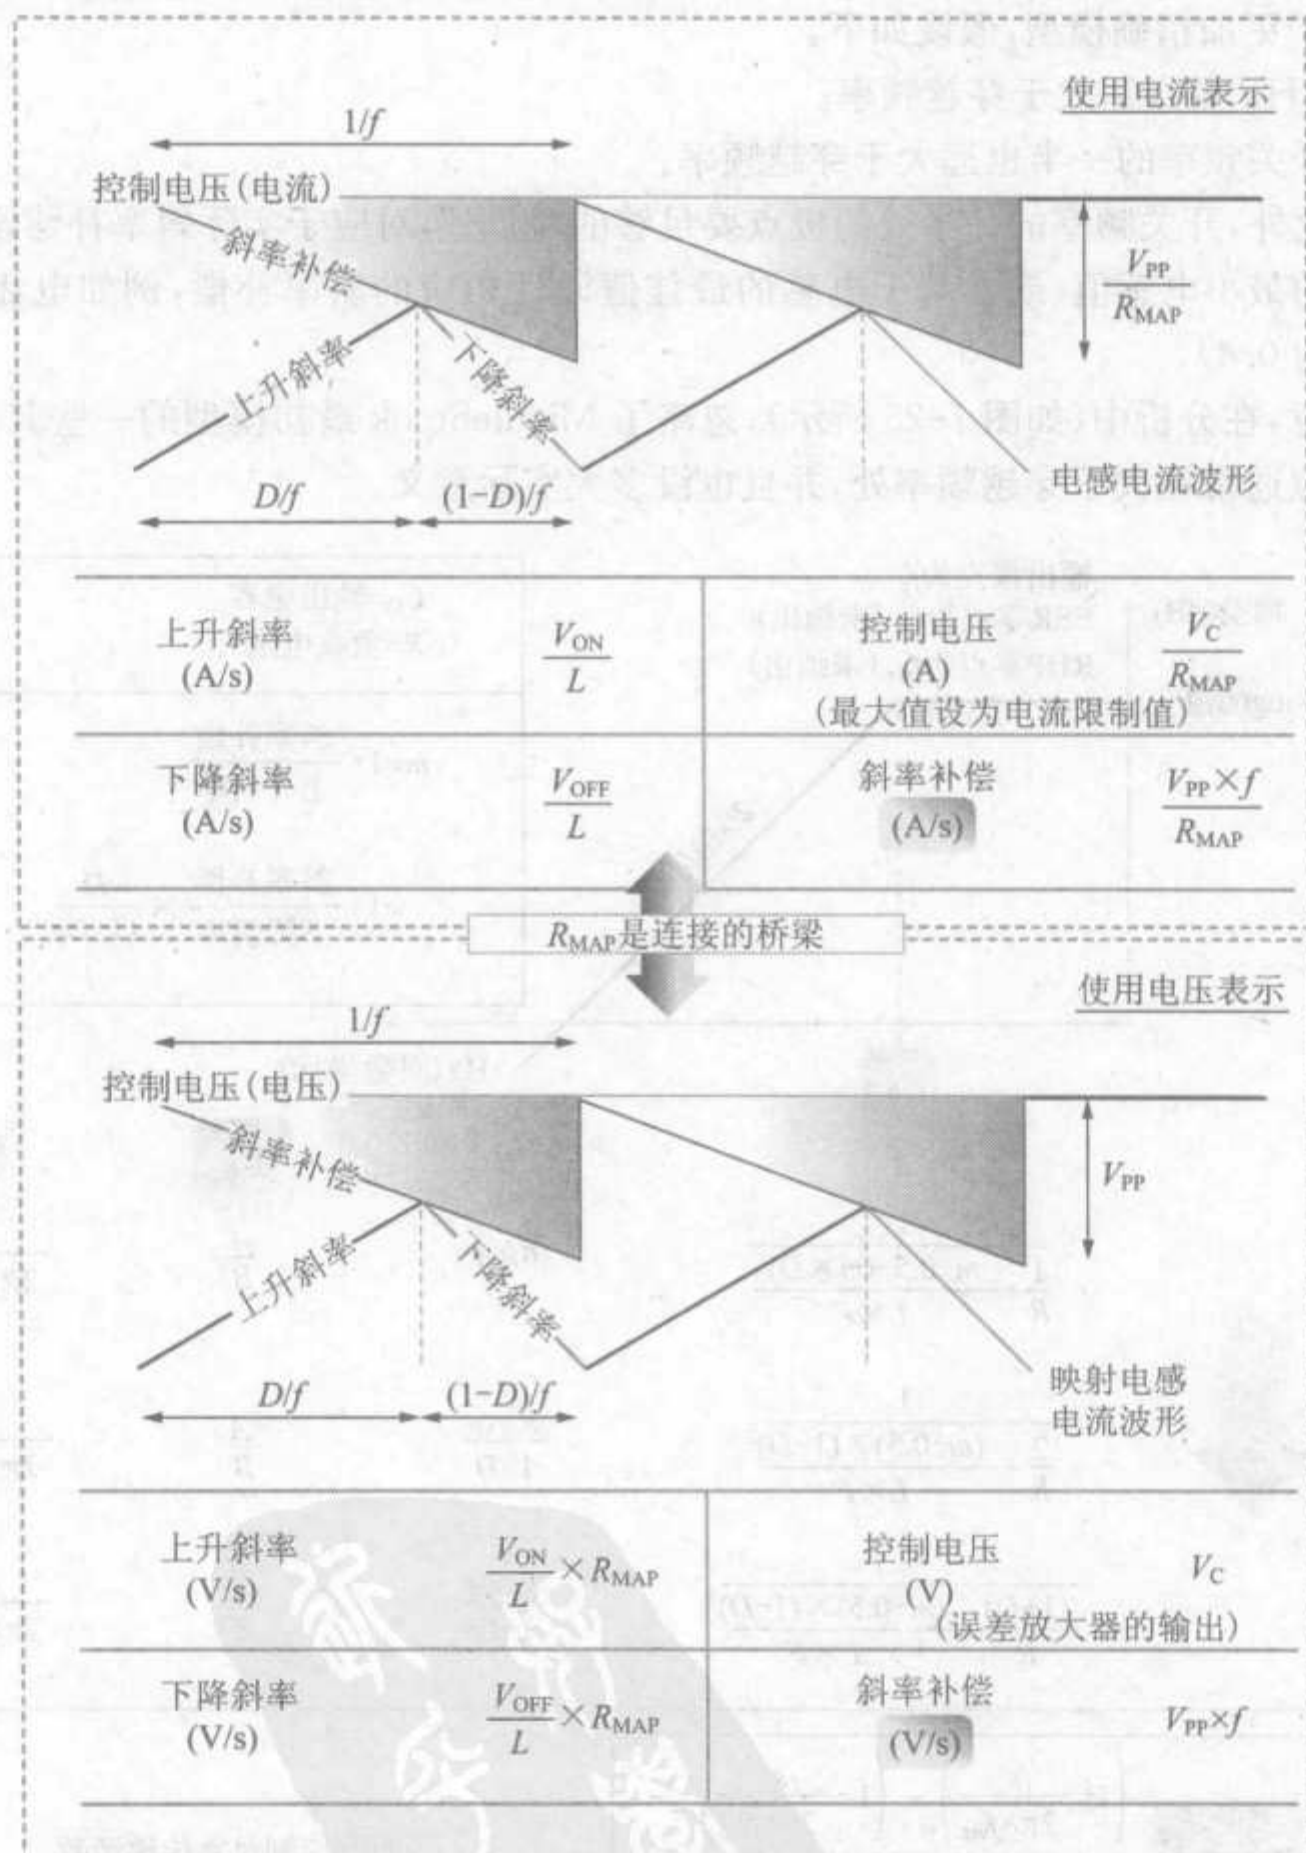 使用电流表示
1/f
控制电压(电流)
斜率补偿
V_PP/R_MAP
上升斜率
下降斜率
电感电流波形
D/f
(1-D)/f
上升斜率
(A/s)
V_ON/L
控制电压
(A)
(最大值设为电流限制值)
V_C/R_MAP
下降斜率
(A/s)
V_OFF/L
斜率补偿
(A/s)
V_PP×f/R_MAP
R_MAP是连接的桥梁
使用电压表示
1/f
控制电压(电压)
斜率补偿
V_PP
上升斜率
下降斜率
映射电感
电流波形
D/f
(1-D)/f
上升斜率
(V/s)
V_ON/L×R_MAP
控制电压
(V)
(误差放大器的输出)
V_C
下降斜率
(V/s)
V_OFF/L×R_MAP
斜率补偿
(V/s)
V_PP×f